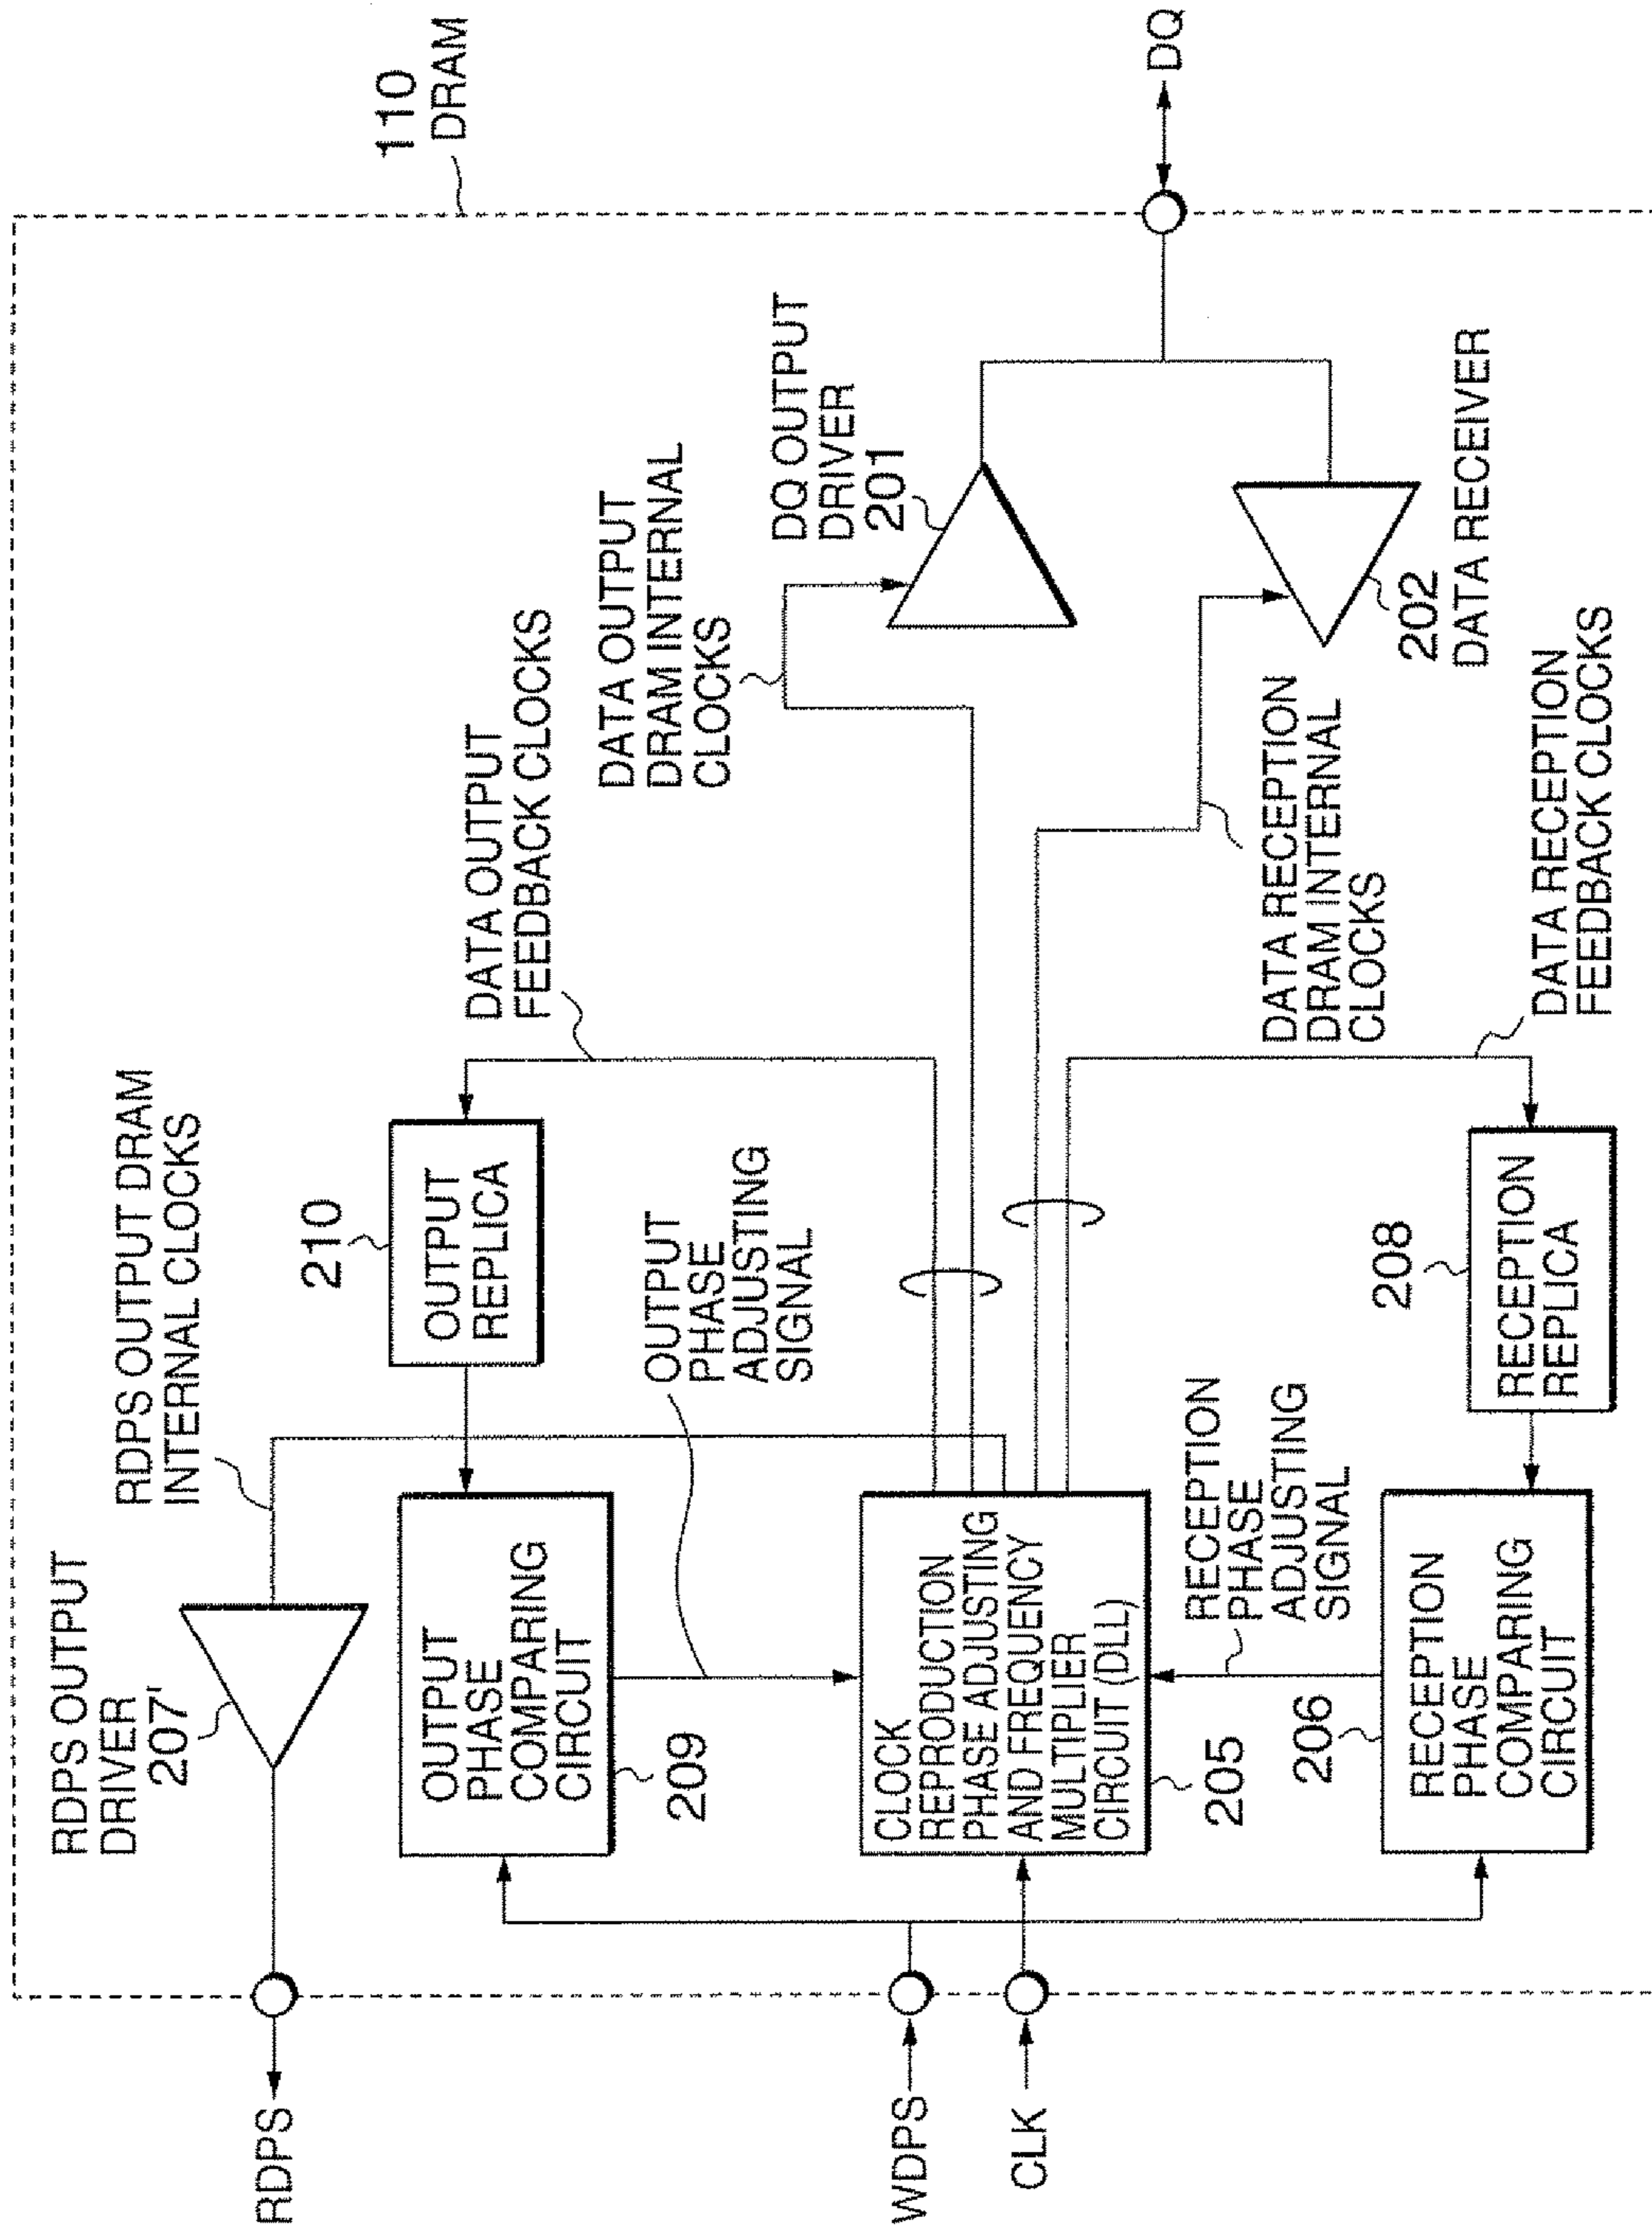 110
DRAM
RDPS OUTPUT
DRIVER
207'
RDPS OUTPUT DRAM
INTERNAL CLOCKS
RDPS
210
OUTPUT
REPLICA
DATA OUTPUT
FEEDBACK CLOCKS
OUTPUT
PHASE
COMPARING
CIRCUIT
209
OUTPUT
PHASE
ADJUSTING
SIGNAL
DATA OUTPUT
DRAM INTERNAL
CLOCKS
DQ OUTPUT
DRIVER
201
WDPS
CLK
CLOCK
REPRODUCTION
PHASE ADJUSTING
AND FREQUENCY
MULTIPLIER
CIRCUIT (DLL)
205
DQ
RECEPTION
PHASE
ADJUSTING
SIGNAL
DATA RECEPTION
DRAM INTERNAL
CLOCKS
202
DATA RECEIVER
206
RECEPTION
PHASE
COMPARING
CIRCUIT
208
RECEPTION
REPLICA
DATA RECEPTION
FEEDBACK CLOCKS